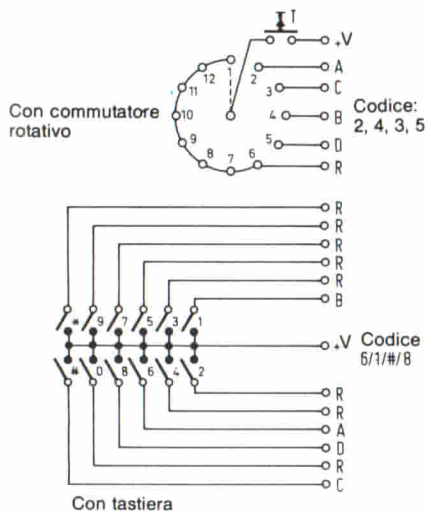 T
+V
1
2
A
12
3
C
11
Con commutatore
rotativo
10
4
B
Codice:
2, 4, 3, 5
9
5
D
8
7
6
R
R
R
R
R
R
B
* 9 7 5 3 1
+V
Codice
6/1/#/8
# 0 8 6 4 2
R
R
A
D
R
C
Con tastiera